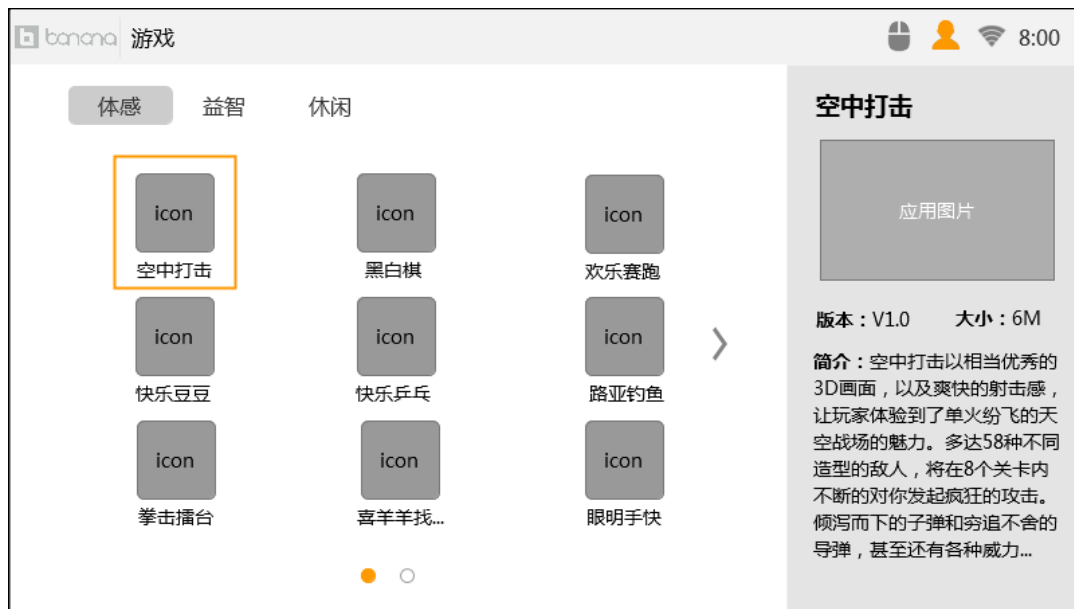 banana 游戏 8:00
体感 益智 休闲
icon icon icon
空中打击 黑白棋 欢乐赛跑
icon icon icon
快乐豆豆 快乐乒乓 路亚钓鱼
icon icon icon
拳击擂台 喜羊羊找... 眼明手快
空中打击
应用图片
版本：V1.0 大小：6M
简介：空中打击以相当优秀的
3D画面，以及爽快的射击感，
让玩家体验到了单火纷飞的天
空战场的魅力。多达58种不同
造型的敌人，将在8个关卡内
不断的对你发起疯狂的攻击。
倾泻而下的子弹和穷追不舍的
导弹，甚至还有各种威力...